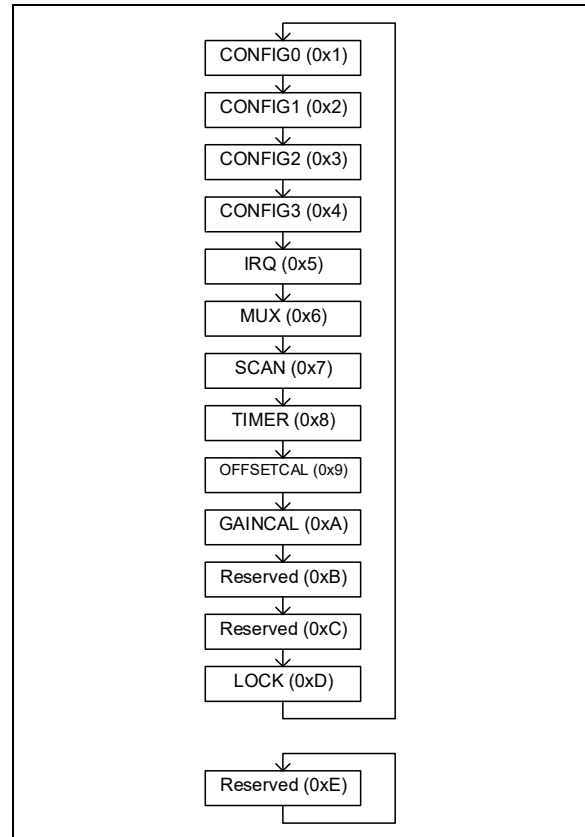 CONFIG0 (0x1)
CONFIG1 (0x2)
CONFIG2 (0x3)
CONFIG3 (0x4)
IRQ (0x5)
MUX (0x6)
SCAN (0x7)
TIMER (0x8)
OFFSETCAL (0x9)
GAINCAL (0xA)
Reserved (0xB)
Reserved (0xC)
LOCK (0xD)
Reserved (0xE)